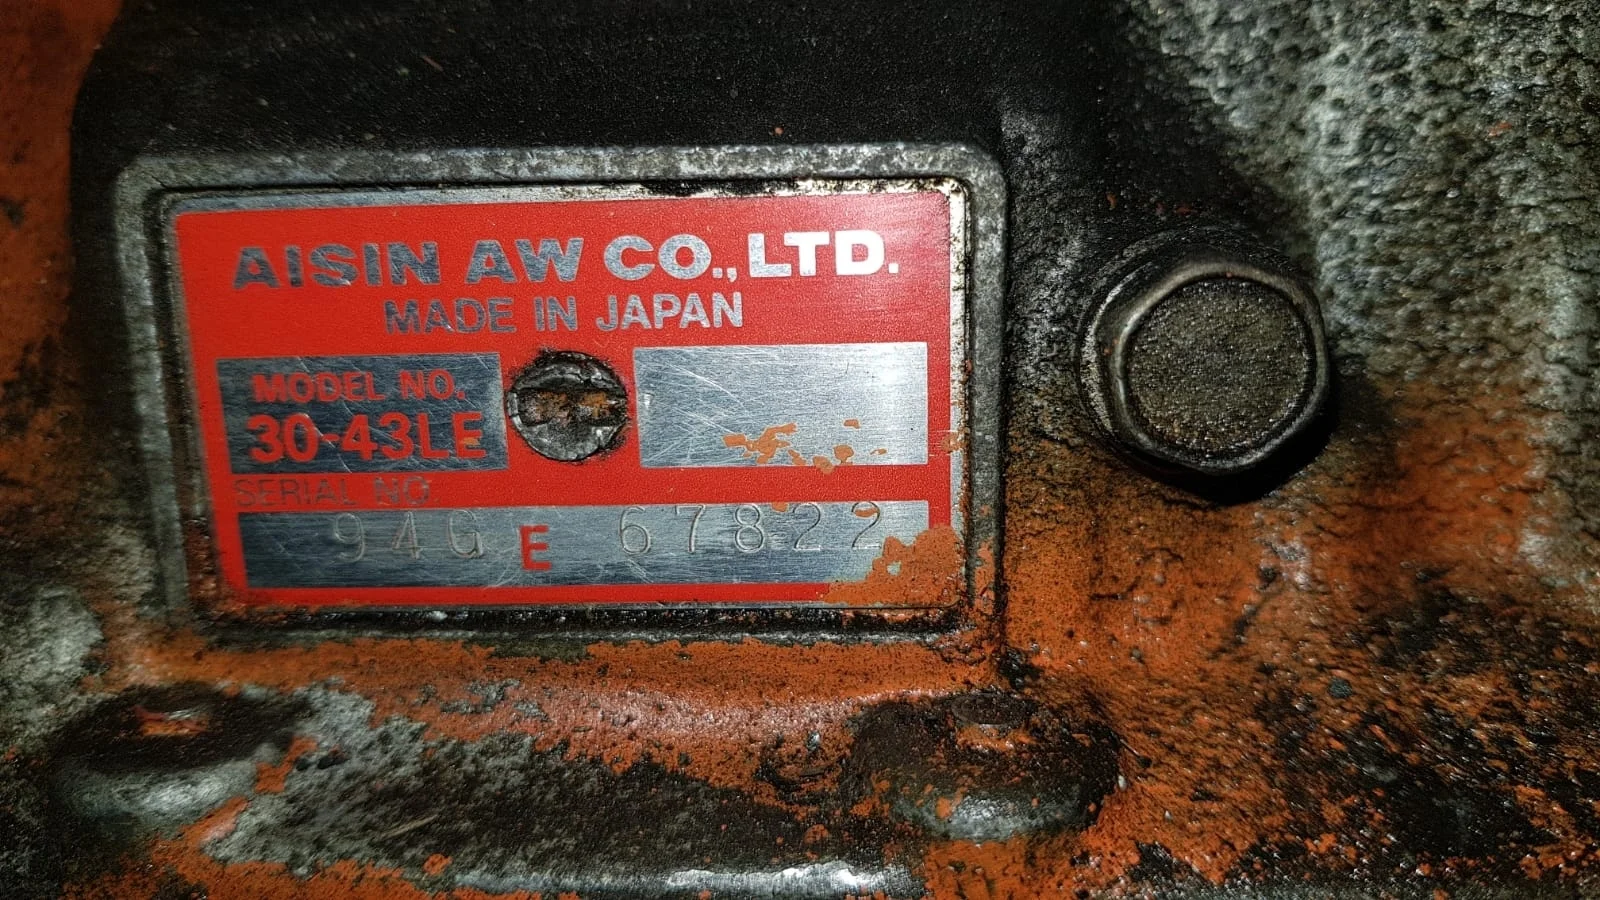 AISIN AW CO., LTD.
MADE IN JAPAN
MODEL NO.
30-43LE
SERIAL NO.
94G E 67822